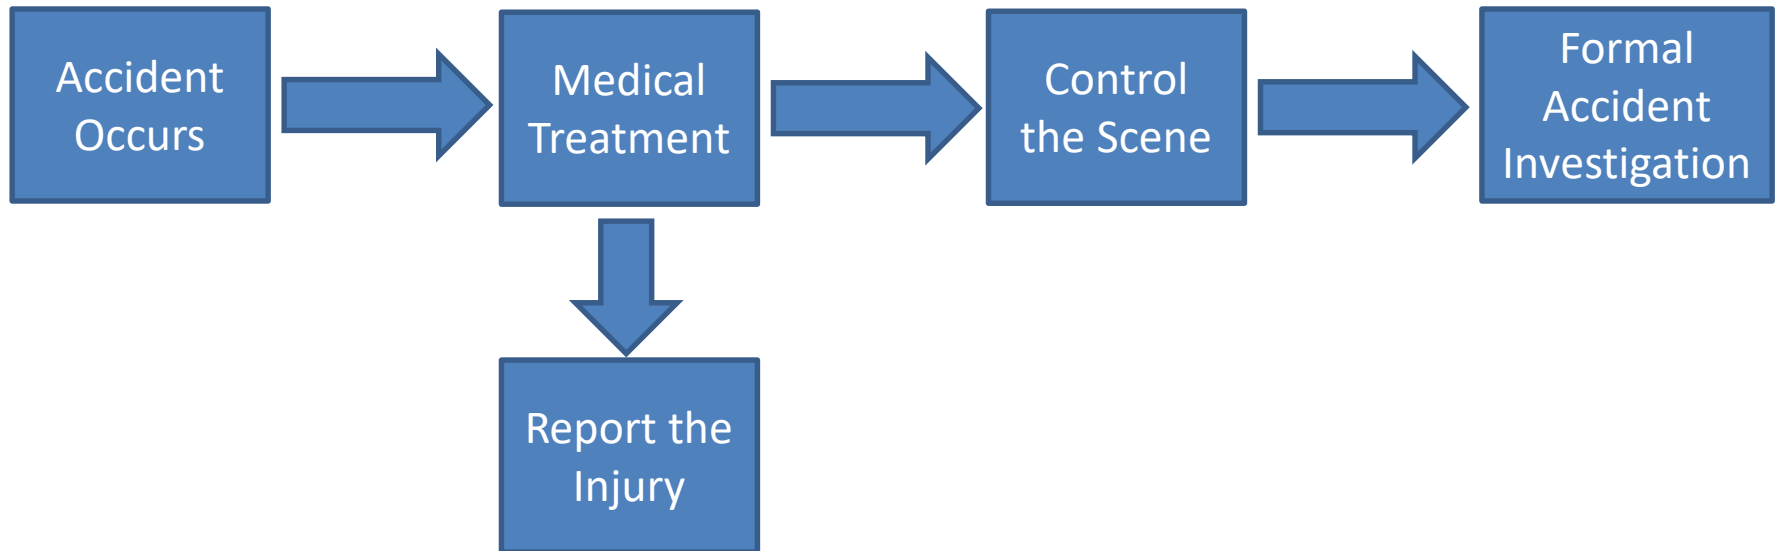 Accident
Occurs
Medical
Treatment
Control
the Scene
Formal
Accident
Investigation
Report the
Injury